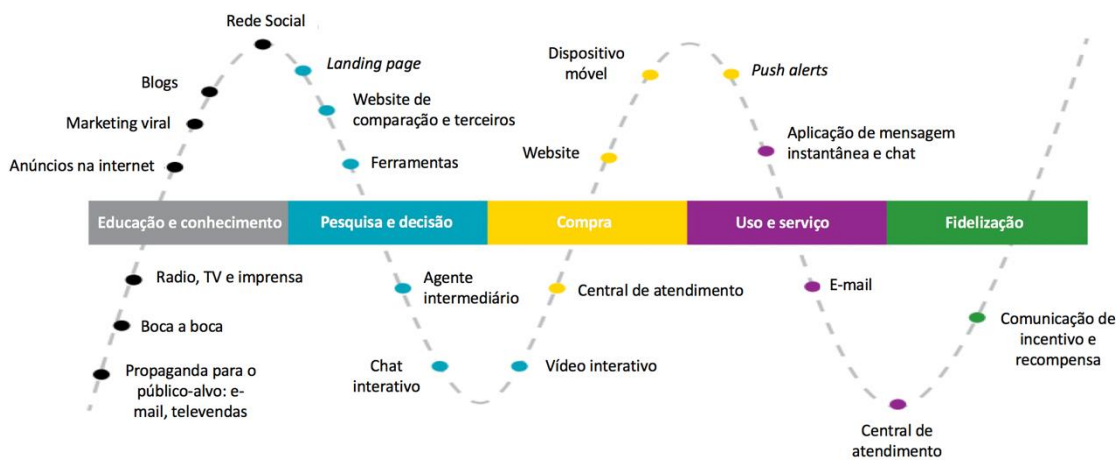 Rede Social
Landing page
Blogs
Website de
comparação e terceiros
Marketing viral
Anúncios na internet
Ferramentas
Dispositivo
móvel
Push alerts
Website
Aplicação de mensagem
instantânea e chat
Educação e conhecimento
Pesquisa e decisão
Compra
Uso e serviço
Fidelização
Radio, TV e imprensa
Boca a boca
Propaganda para o
público-alvo: e-
mail, televendas
Agente
intermediário
Chat
interativo
Vídeo interativo
Central de atendimento
E-mail
Central de
atendimento
Comunicação de
incentivo e
recompensa